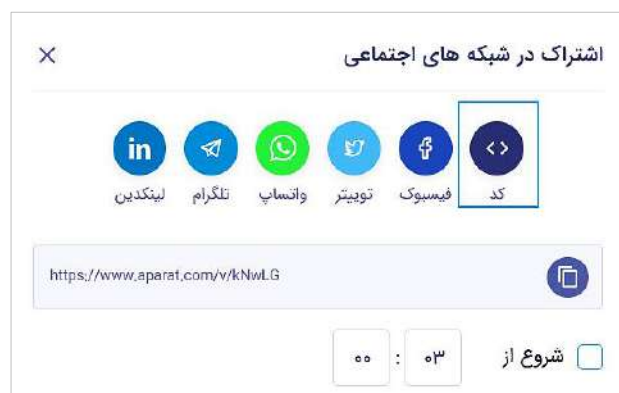 اشتراک در شبکه های اجتماعی
کد فیسبوک توییتر واتساپ تلگرام لینکدین
https://www.aparat.com/v/kNwLG
شروع از ۰۳ : ۰۰